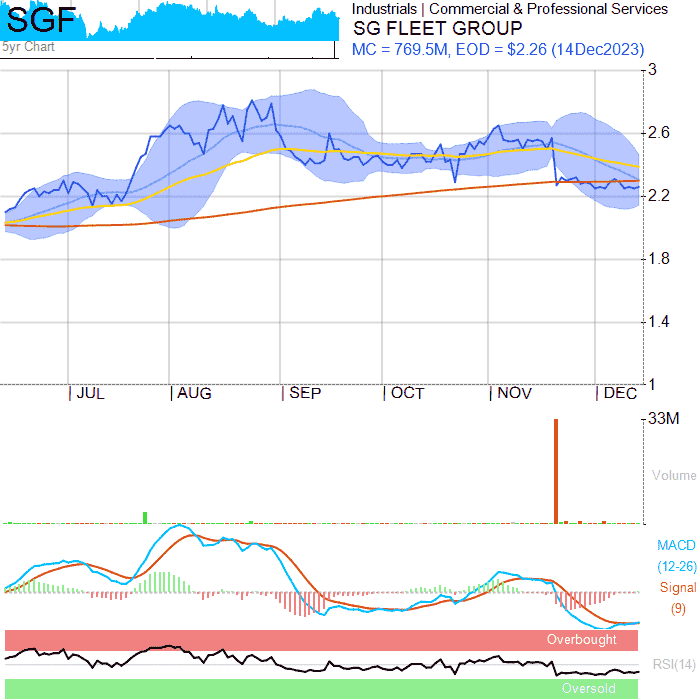 SGF
5yr Chart
Industrials | Commercial & Professional Services
SG FLEET GROUP
MC = 769.5M, EOD = $2.26 (14Dec2023)
3
2.6
2.2
1.8
1.4
1
JUL AUG SEP OCT NOV DEC
33M
Volume
MACD
(12-26)
Signal
(9)
Overbought
RSI(14)
Oversold